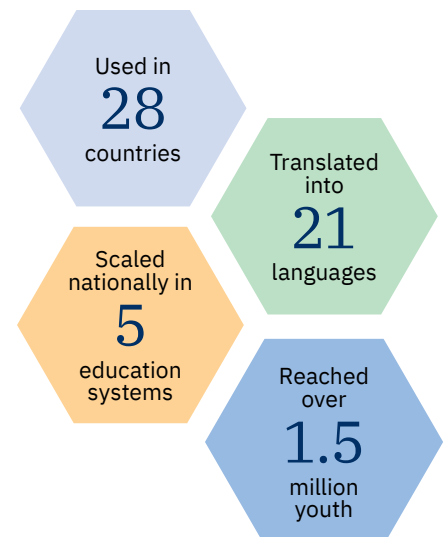 Used in
28
countries
Translated
into
21
languages
Scaled
nationally in
5
education
systems
Reached
over
1.5
million
youth